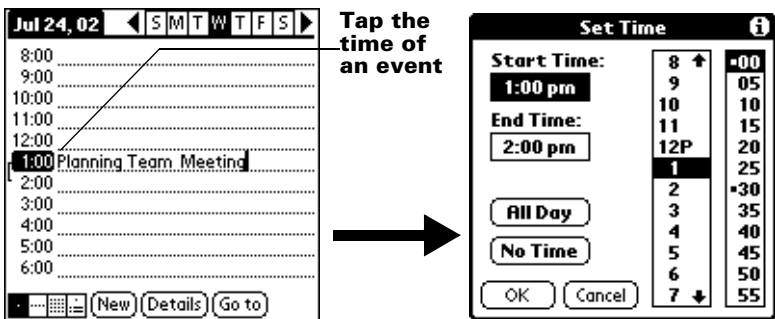 Jul 24, 02 S M T W T F S
8:00
9:00
10:00
11:00
12:00
1:00 Planning Team Meeting
2:00
3:00
4:00
5:00
6:00
New Details Go to
Tap the
time of
an event
Set Time i
Start Time:
1:00 pm
End Time:
2:00 pm
All Day
No Time
OK Cancel
8
9
10
11
12P
1
2
3
4
5
6
7
00
05
10
15
20
25
30
35
40
45
50
55